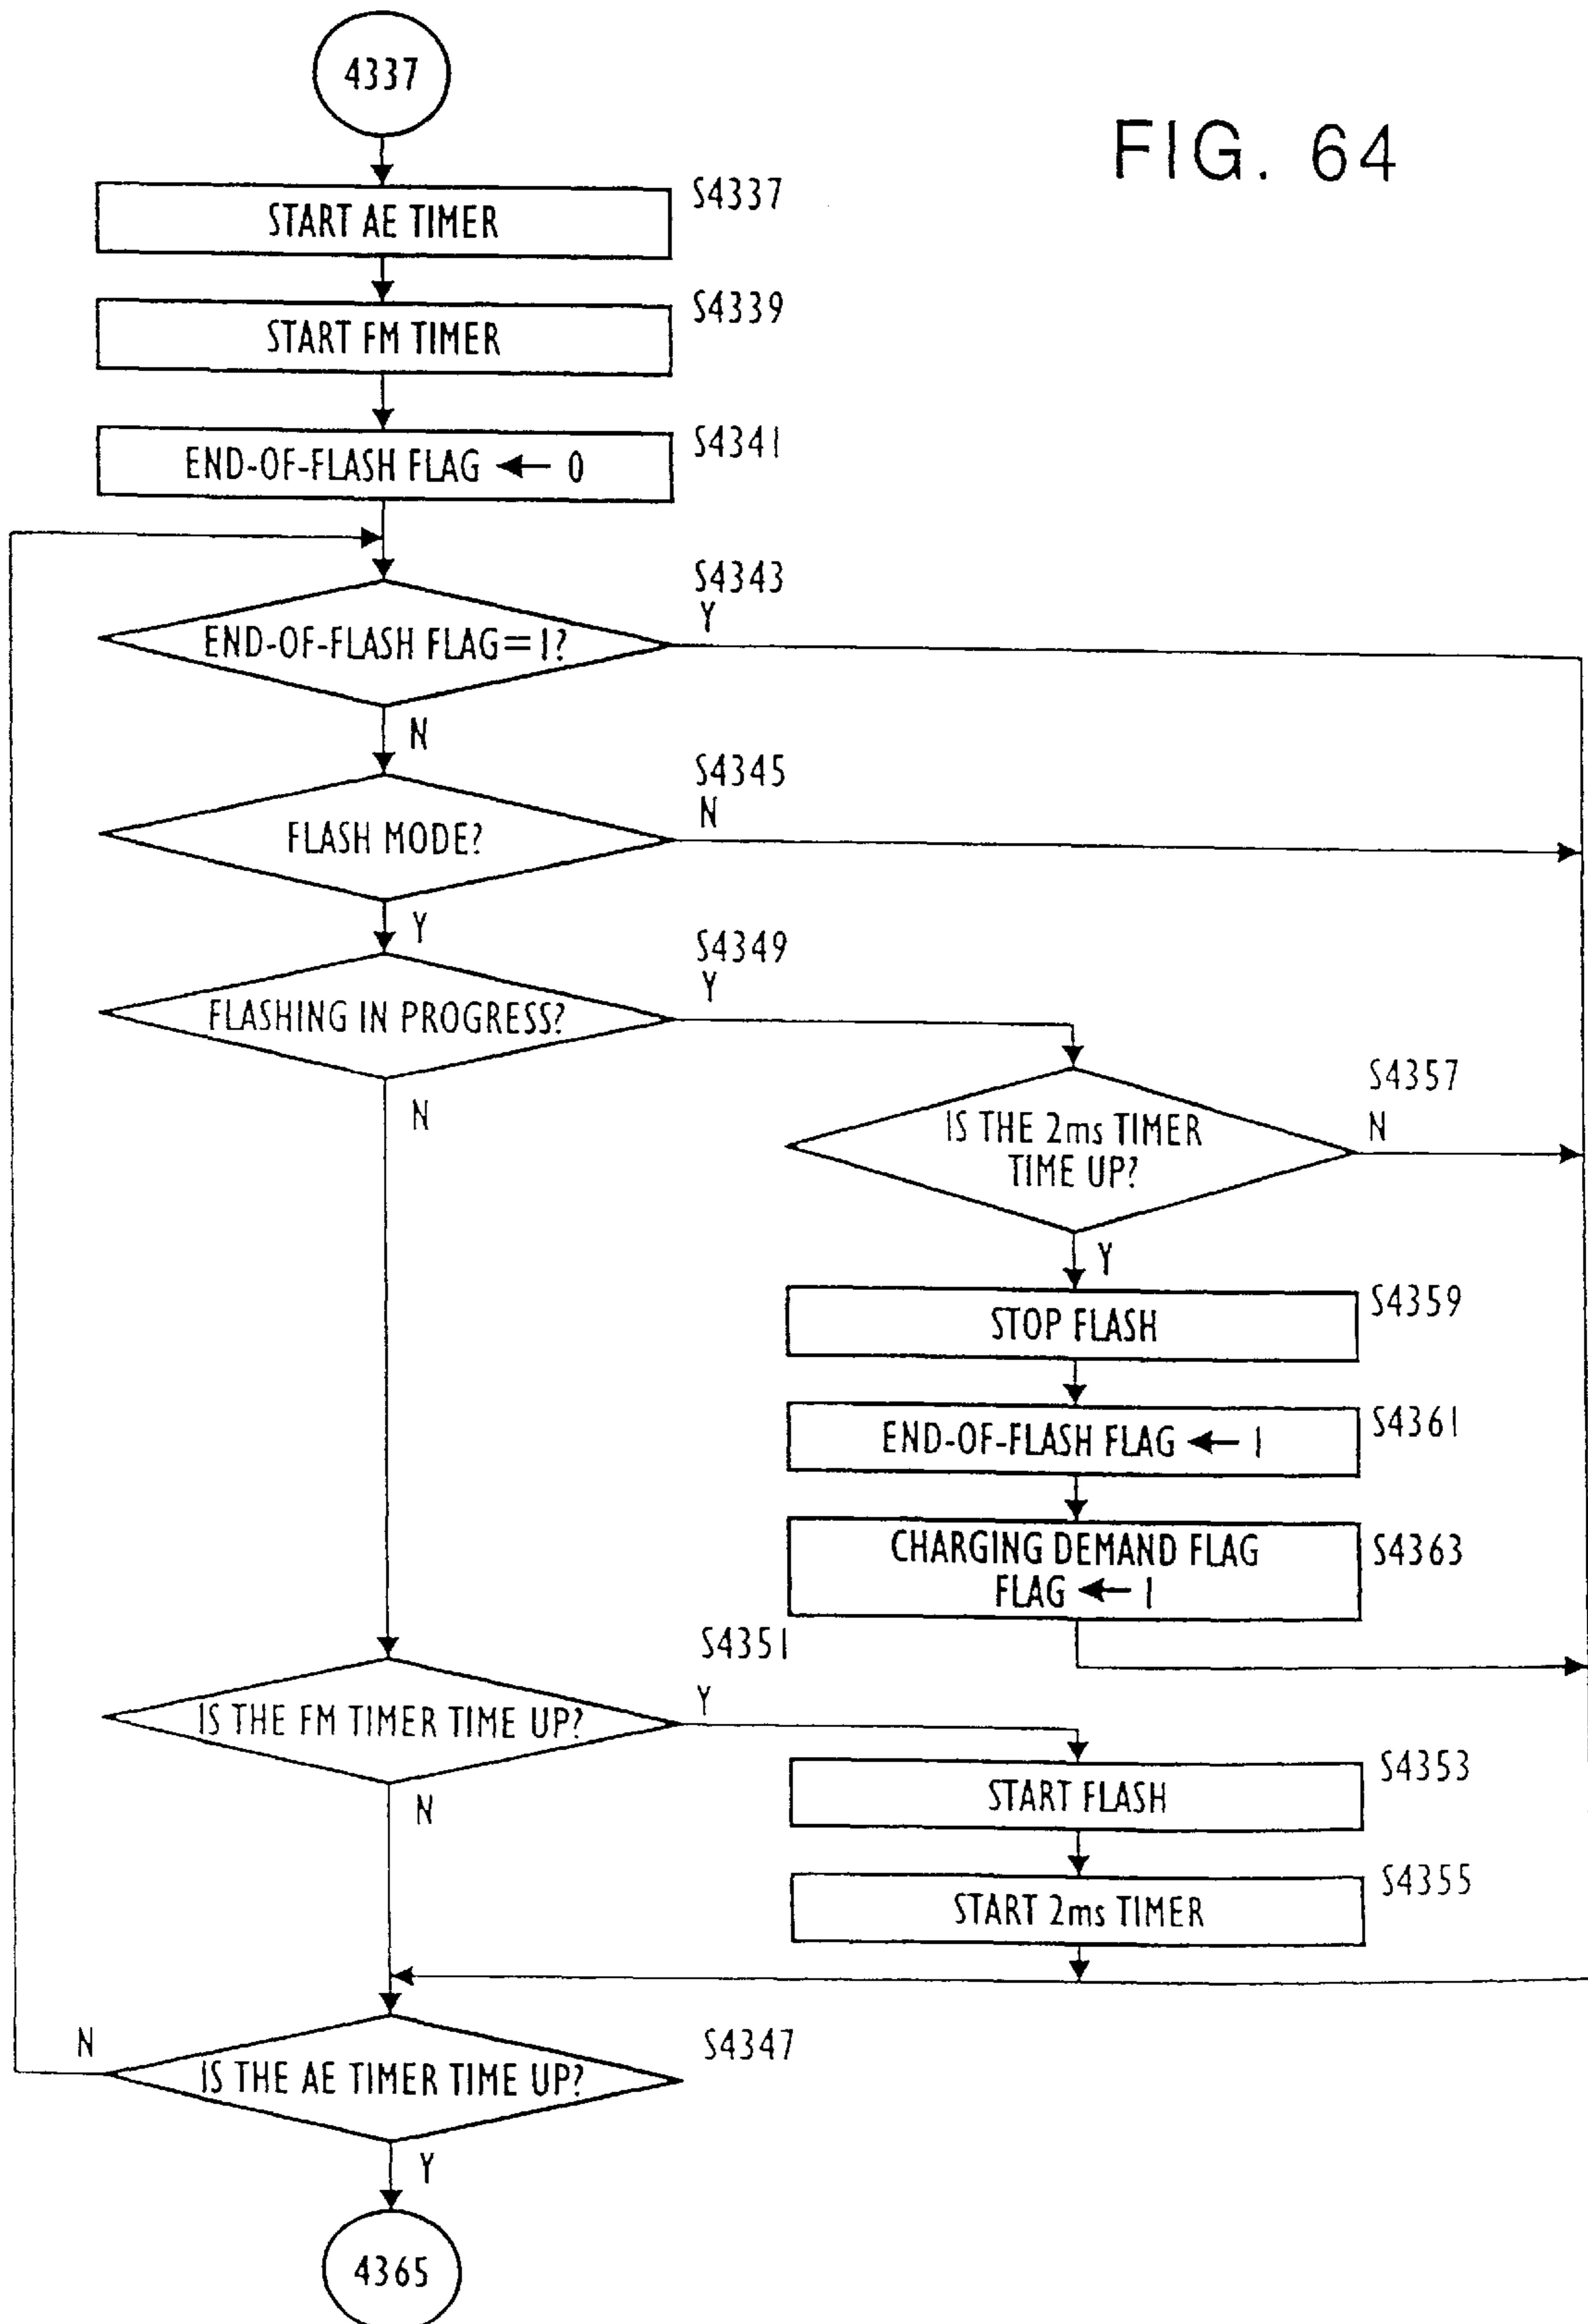 4337
FIG. 64
START AE TIMER
S4337
START FM TIMER
S4339
END-OF-FLASH FLAG ← 0
S4341
S4343
Y
END-OF-FLASH FLAG=1?
N
S4345
N
FLASH MODE?
Y
S4349
Y
FLASHING IN PROGRESS?
N
S4357
N
IS THE 2ms TIMER
TIME UP?
Y
STOP FLASH
S4359
END-OF-FLASH FLAG ← 1
S4361
CHARGING DEMAND FLAG
FLAG ← 1
S4363
S4351
Y
IS THE FM TIMER TIME UP?
N
START FLASH
S4353
START 2ms TIMER
S4355
N
IS THE AE TIMER TIME UP?
S4347
Y
4365